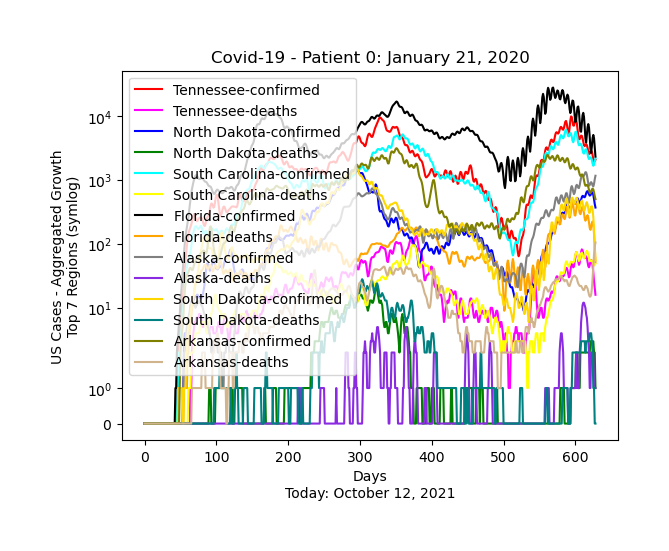 Covid-19 - Patient 0: January 21, 2020
US Cases - Aggregated Growth
Top 7 Regions (symlog)
10^4
10^3
10^2
10^1
10^0
0
Tennessee-confirmed
Tennessee-deaths
North Dakota-confirmed
North Dakota-deaths
South Carolina-confirmed
South Carolina-deaths
Florida-confirmed
Florida-deaths
Alaska-confirmed
Alaska-deaths
South Dakota-confirmed
South Dakota-deaths
Arkansas-confirmed
Arkansas-deaths
0 100 200 300 400 500 600
Days
Today: October 12, 2021